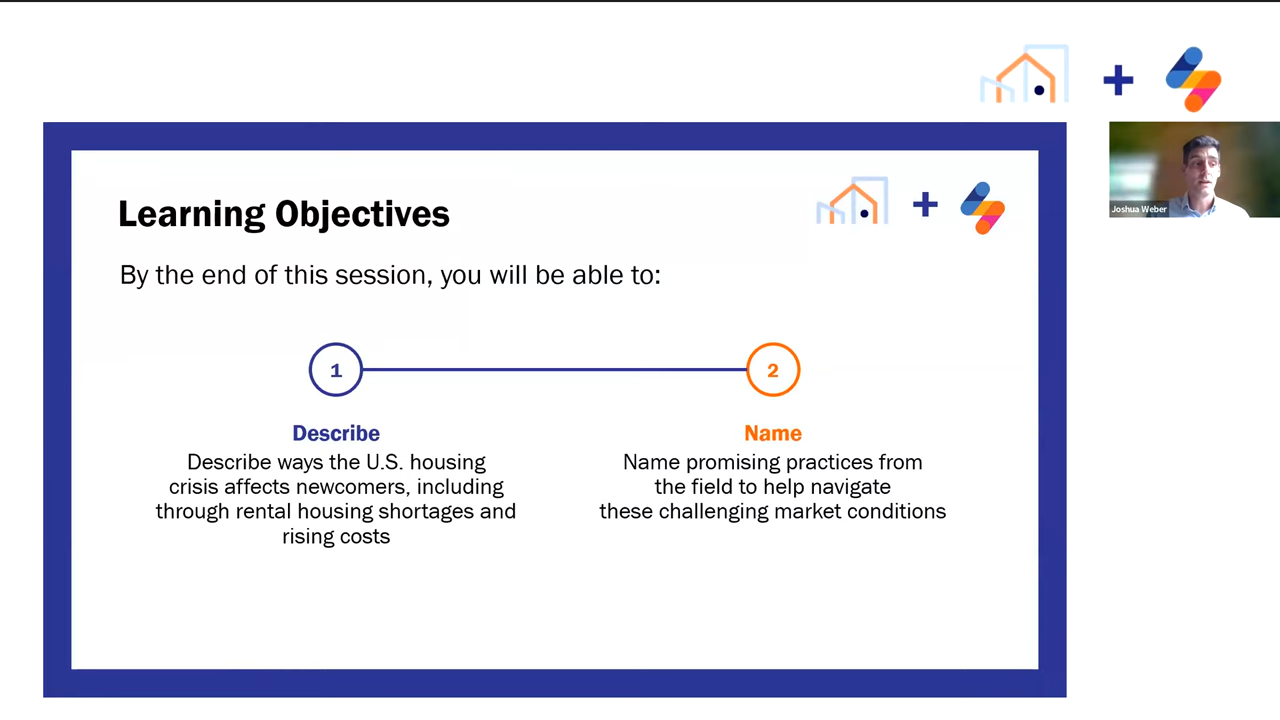 Learning Objectives
By the end of this session, you will be able to:
1
Describe
Describe ways the U.S. housing
crisis affects newcomers, including
through rental housing shortages and
rising costs
2
Name
Name promising practices from
the field to help navigate
these challenging market conditions
Joshua Weber